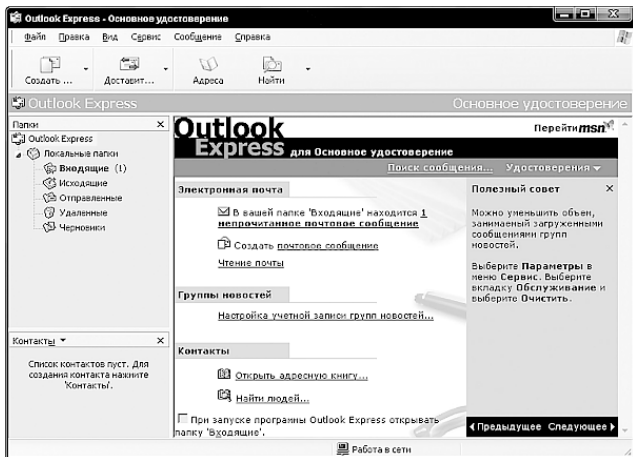 Outlook Express - Основное удостоверение
Файл Правка Вид Сервис Сообщение Справка
Создать ... Доставит... Адреса Найти
Outlook Express Основное удостоверение
Папки
Outlook Express
Локальные папки
Входящие (1)
Исходящие
Отправленные
Удаленные
Черновики
Контакты
Список контактов пуст. Для
создания контакта нажмите
'Контакты'.
Outlook
Express для Основное удостоверение
Перейти msn
Поиск сообщения... Удостоверения
Электронная почта
В вашей папке 'Входящие' находится 1
непрочитанное почтовое сообщение
Создать почтовое сообщение
Чтение почты
Группы новостей
Настройка учетной записи групп новостей...
Контакты
Открыть адресную книгу...
Найти людей...
При запуске программы Outlook Express открывать
папку 'Входящие'.
Полезный совет
Можно уменьшить объем,
занимаемый загруженными
сообщениями групп
новостей.
Выберите Параметры в
меню Сервис. Выберите
вкладку Обслуживание и
выберите Очистить.
Предыдущее Следующее
Работа в сети